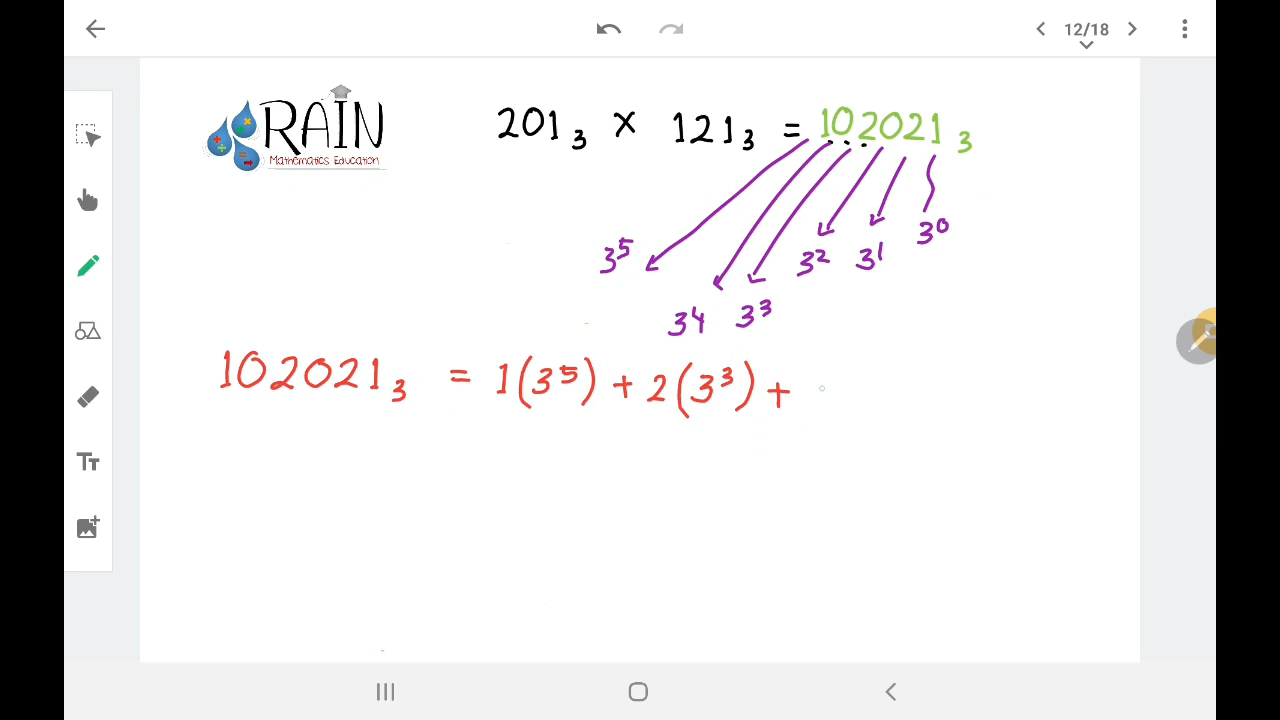 12/18
RAIN
Mathematics Education
201₃ × 121₃ = 102021₃
3⁵ 3⁴ 3³ 3² 3¹ 3⁰
102021₃ = 1(3⁵) + 2(3³) +
Tт